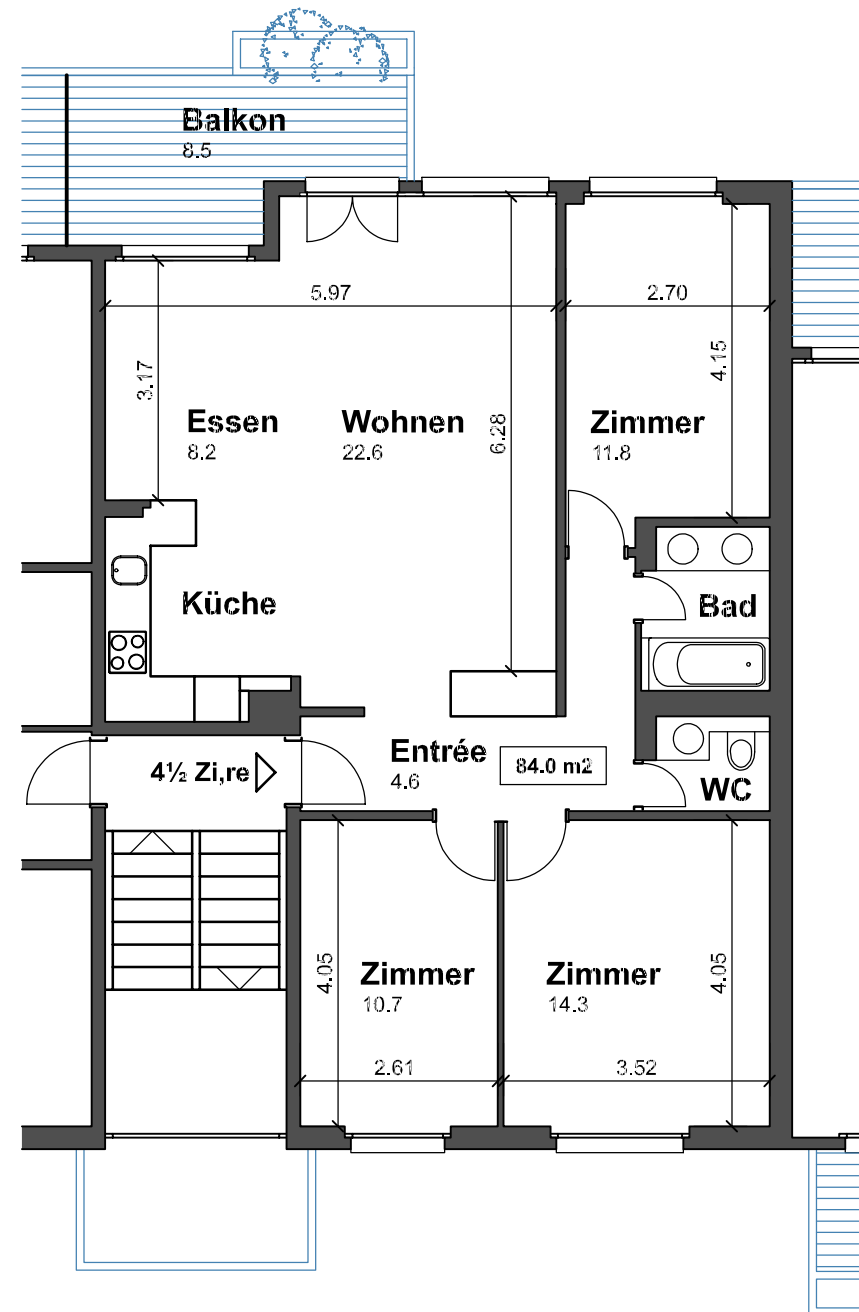 Balkon
8.5
5.97
2.70
3.17
4.15
6.28
Essen
8.2
Wohnen
22.6
Zimmer
11.8
Küche
Bad
Entrée
4.6
84.0 m2
4½ Zi,re
WC
Zimmer
10.7
Zimmer
14.3
4.05
4.05
2.61
3.52